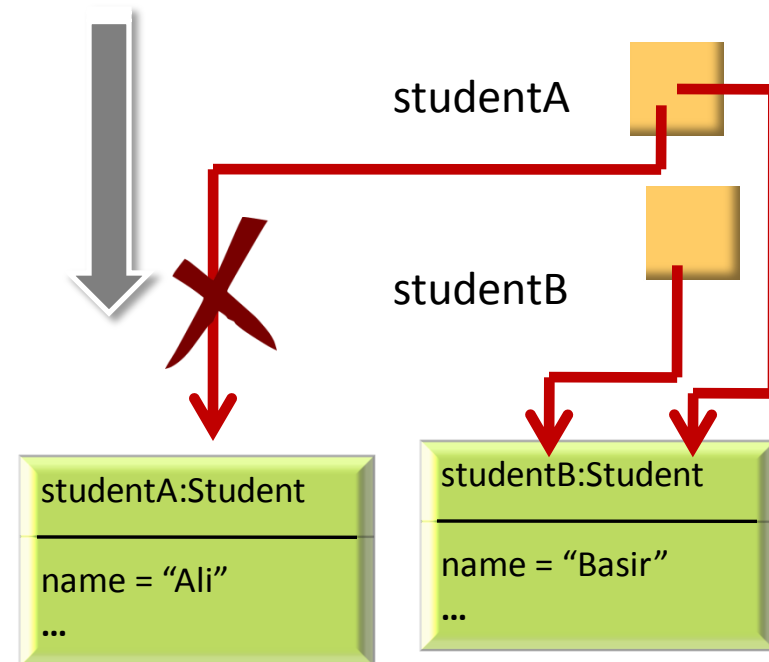 studentA
studentB
studentA:Student
name = “Ali”
...
studentB:Student
name = “Basir”
...